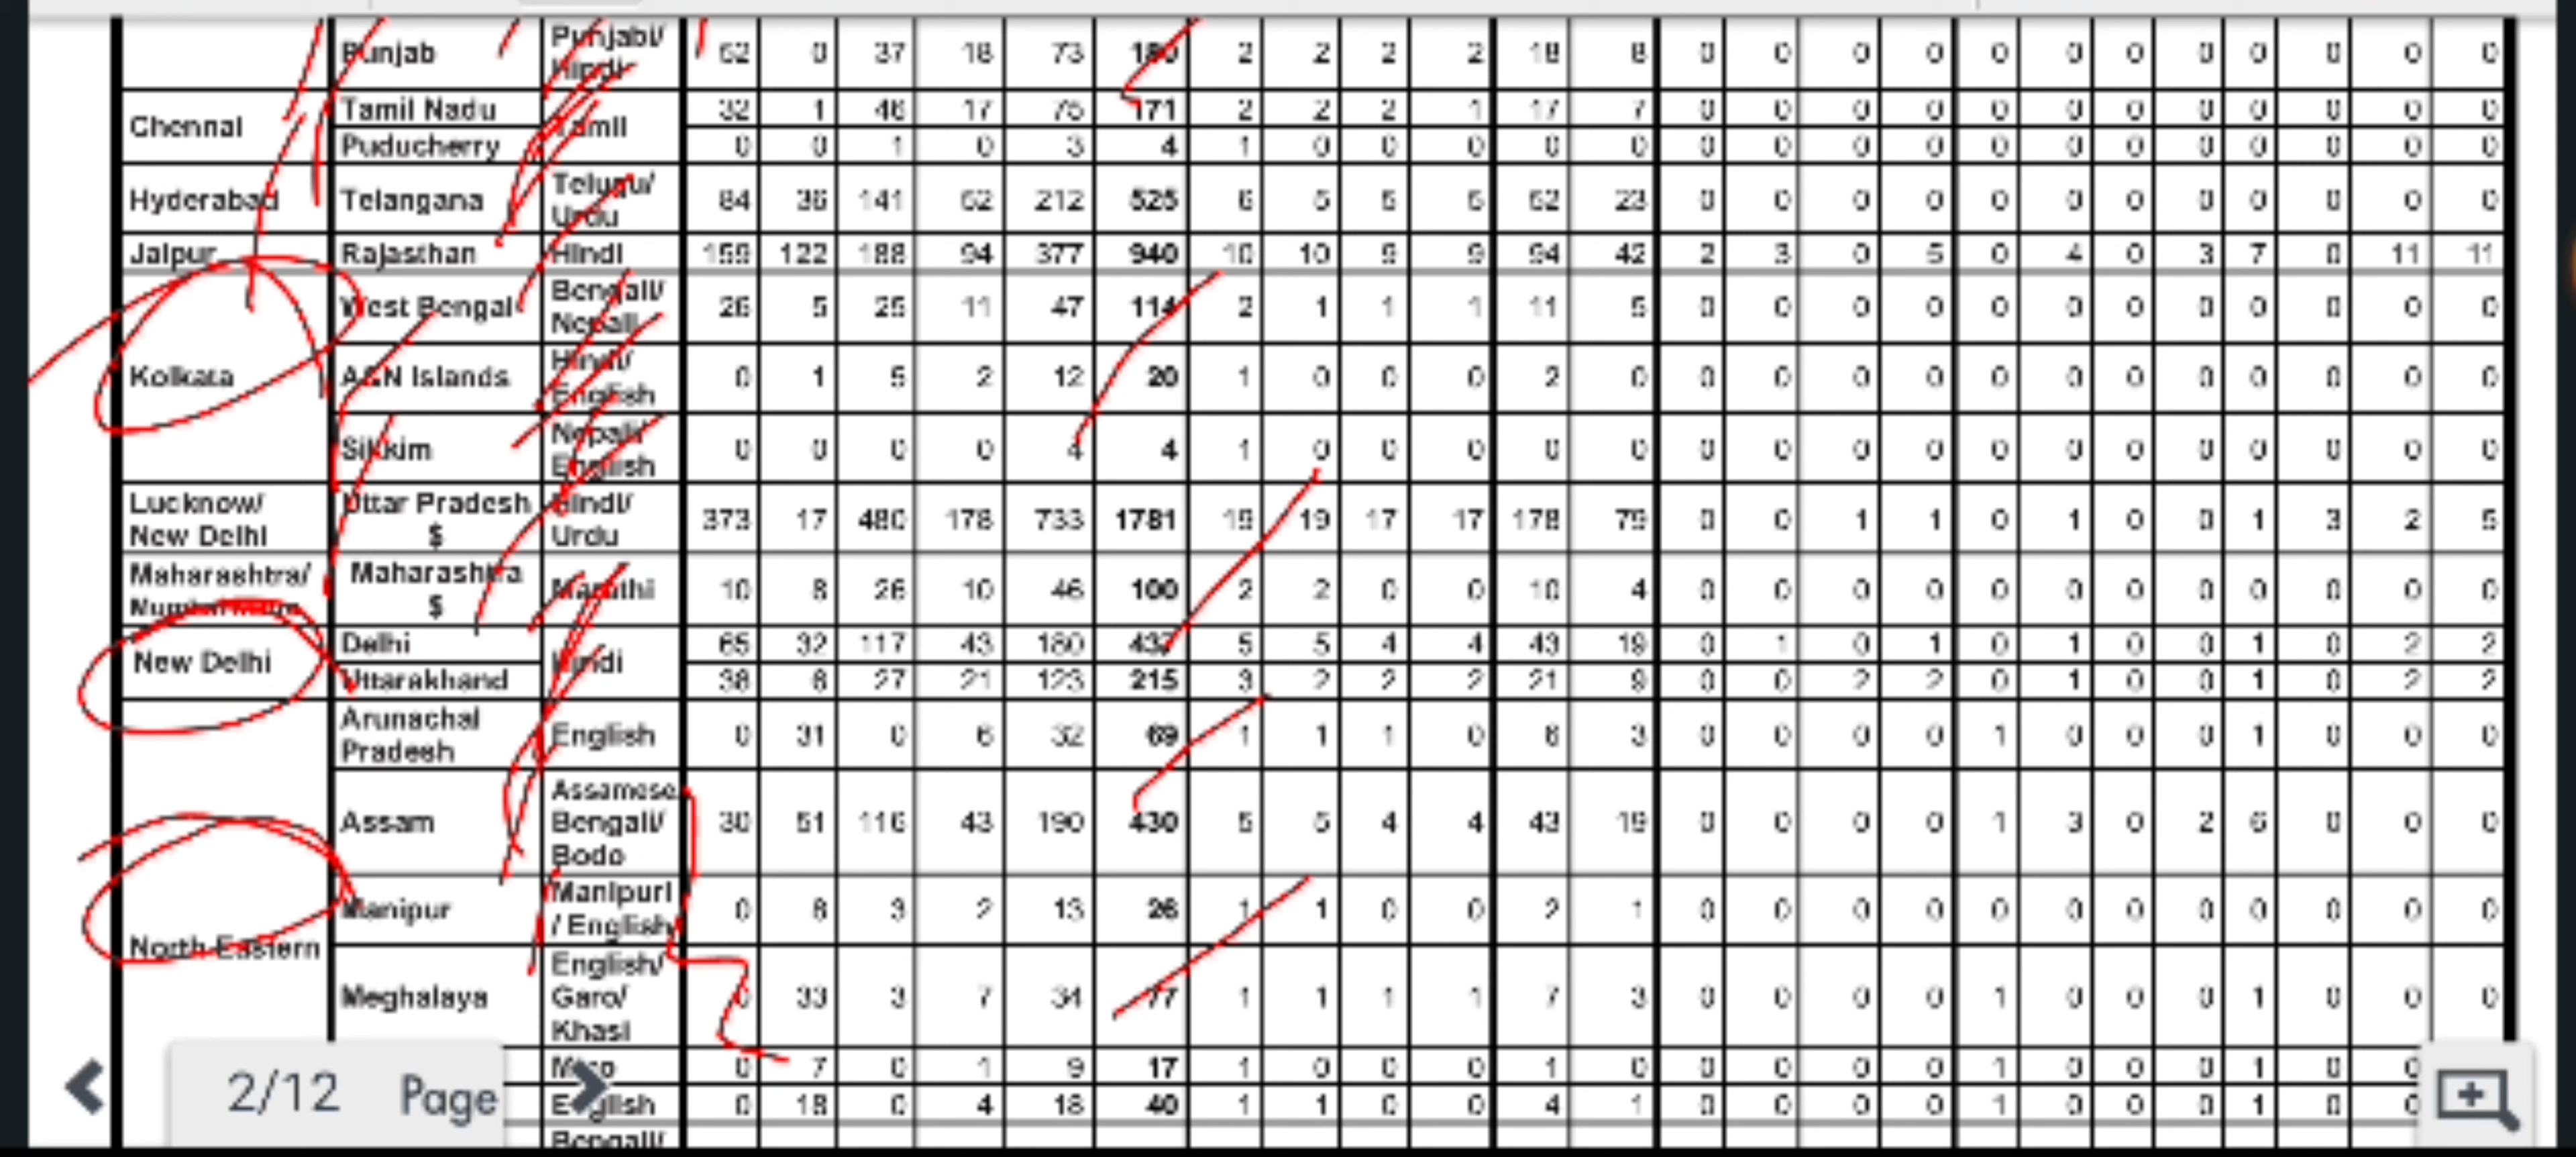 Punjab Punjabi/ Hindi 52 0 37 18 73 180 2 2 2 2 18 8 0 0 0 0 0 0 0 0 0 0 0 0
Chennai Tamil Nadu Tamil 32 1 46 17 75 171 2 2 2 1 17 7 0 0 0 0 0 0 0 0 0 0 0 0
Puducherry 0 0 1 0 3 4 1 0 0 0 0 0 0 0 0 0 0 0 0 0 0 0 0 0
Hyderabad Telangana Telugu/ Urdu 84 36 141 52 212 525 6 5 5 5 52 23 0 0 0 0 0 0 0 0 0 0 0 0
Jaipur Rajasthan Hindi 159 122 188 94 377 940 10 10 9 9 94 42 2 3 0 5 0 4 0 3 7 0 11 11
Kolkata West Bengal Bengali/ Nepali 26 5 25 11 47 114 2 1 1 1 11 5 0 0 0 0 0 0 0 0 0 0 0 0
A&N Islands Hindi/ English 0 1 5 2 12 20 1 0 0 0 2 0 0 0 0 0 0 0 0 0 0 0 0 0
Sikkim Nepali/ English 0 0 0 0 4 4 1 0 0 0 0 0 0 0 0 0 0 0 0 0 0 0 0 0
Lucknow/ New Delhi Uttar Pradesh $ Hindi/ Urdu 373 17 480 178 733 1781 19 19 17 17 178 79 0 0 1 1 0 1 0 0 1 3 2 5
Maharashtra/ Maharashtra $ Marathi 10 8 26 10 46 100 2 2 0 0 10 4 0 0 0 0 0 0 0 0 0 0 0 0
New Delhi Delhi Hindi 65 32 117 43 180 437 5 5 4 4 43 19 0 1 0 1 0 1 0 0 1 0 2 2
Uttarakhand 38 6 27 21 123 215 3 2 2 2 21 9 0 0 2 2 0 1 0 0 1 0 2 2
North Eastern Arunachal Pradesh English 0 31 0 6 32 69 1 1 1 0 6 3 0 0 0 0 1 0 0 0 1 0 0 0
Assam Assamese Bengali/ Bodo 30 51 116 43 190 430 5 5 4 4 43 19 0 0 0 0 1 3 0 2 6 0 0 0
Manipur Manipuri / English 0 8 3 2 13 26 1 1 0 0 2 1 0 0 0 0 0 0 0 0 0 0 0 0
Meghalaya English/ Garo/ Khasi 0 33 3 7 34 77 1 1 1 1 7 3 0 0 0 0 1 0 0 0 1 0 0 0
Mizo 0 7 0 1 9 17 1 0 0 0 1 0 0 0 0 0 1 0 0 0 1 0 0 0
English 0 18 0 4 18 40 1 1 0 0 4 1 0 0 0 0 1 0 0 0 1 0 0 0
Bengali/
2/12 Page